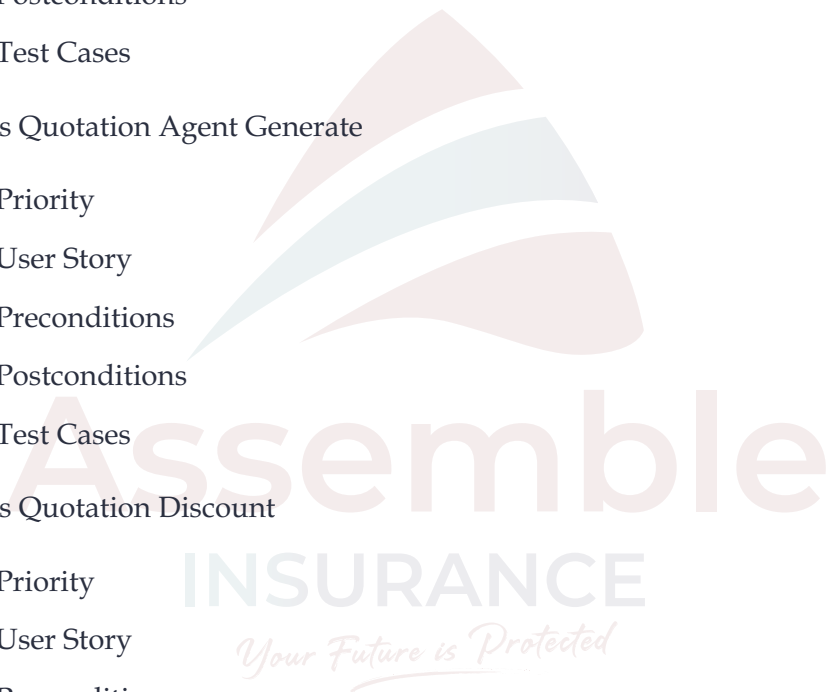 Postconditions
Test Cases
s Quotation Agent Generate
Priority
User Story
Preconditions
Postconditions
Test Cases
Assemble
s Quotation Discount
INSURANCE
Priority
User Story
Your Future is Protected